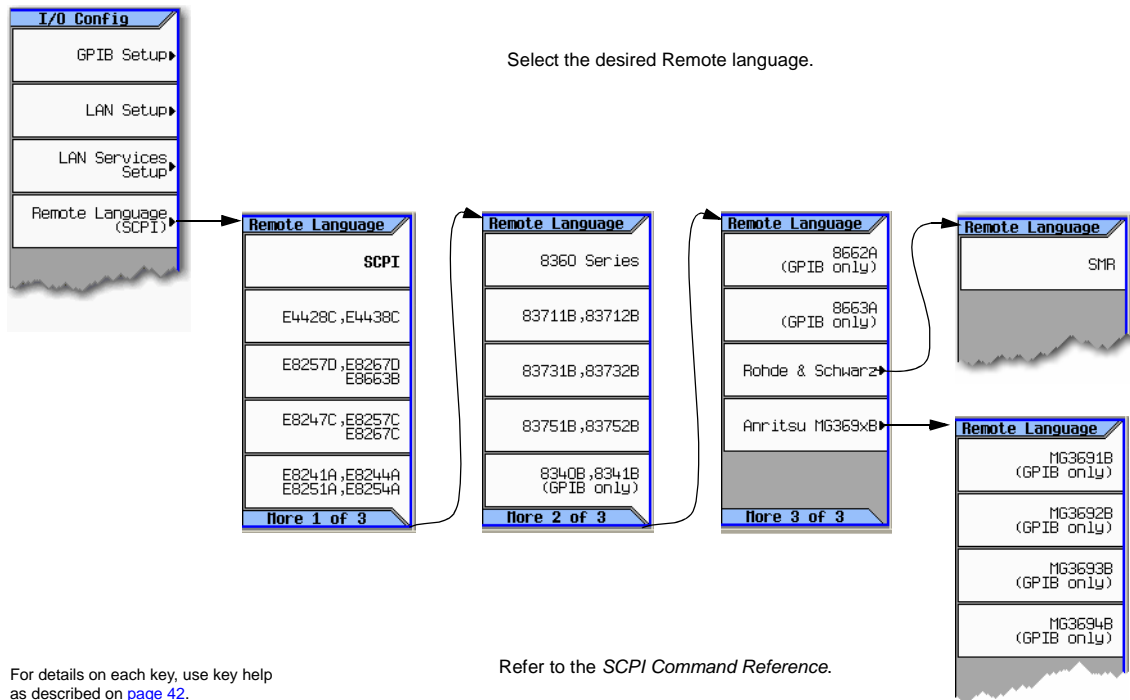 I/O Config
GPIB Setup
LAN Setup
LAN Services
Setup
Remote Language
(SCPI)
Select the desired Remote language.
Remote Language
SCPI
E4428C,E4438C
E8257D,E8267D
E8663B
E8247C,E8257C
E8267C
E8241A,E8244A
E8251A,E8254A
More 1 of 3
Remote Language
8360 Series
83711B,83712B
83731B,83732B
83751B,83752B
8340B,8341B
(GPIB only)
More 2 of 3
Remote Language
8662A
(GPIB only)
8663A
(GPIB only)
Rohde & Schwarz
Anritsu MG369xB
More 3 of 3
Remote Language
SMR
Remote Language
MG3691B
(GPIB only)
MG3692B
(GPIB only)
MG3693B
(GPIB only)
MG3694B
(GPIB only)
For details on each key, use key help
as described on page 42.
Refer to the SCPI Command Reference.